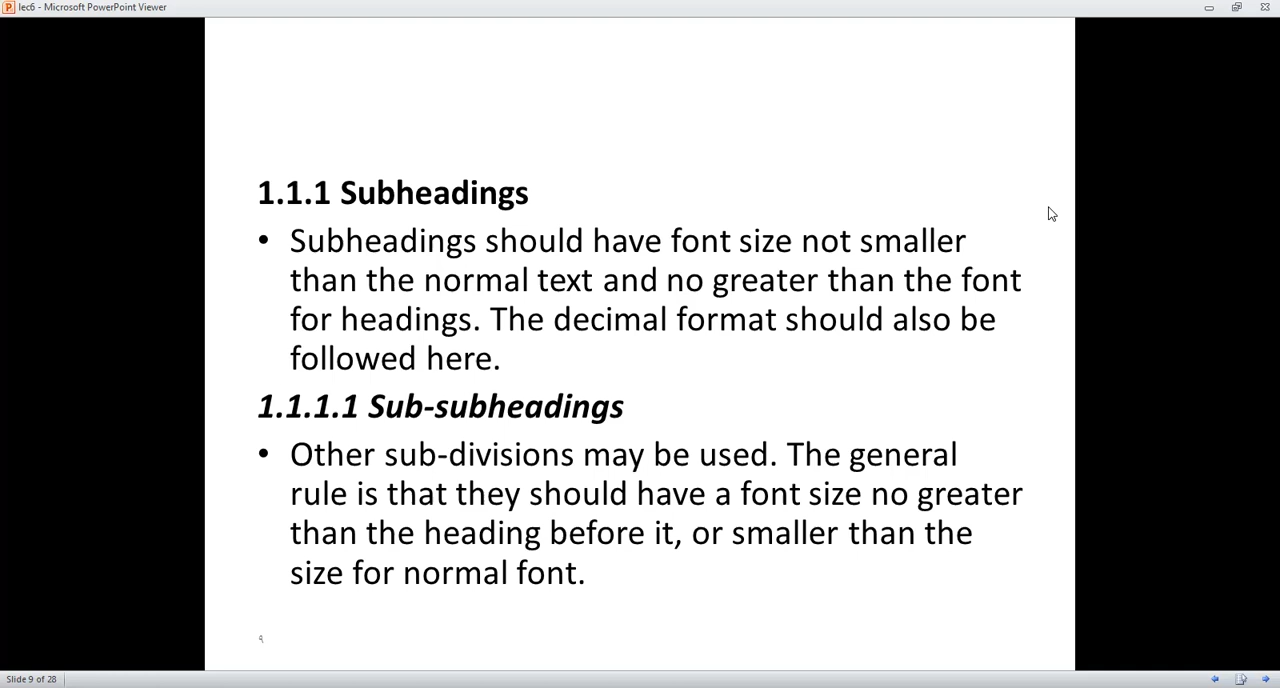 lec6 - Microsoft PowerPoint Viewer
1.1.1 Subheadings
• Subheadings should have font size not smaller
than the normal text and no greater than the font
for headings. The decimal format should also be
followed here.
1.1.1.1 Sub-subheadings
• Other sub-divisions may be used. The general
rule is that they should have a font size no greater
than the heading before it, or smaller than the
size for normal font.
٩
Slide 9 of 28